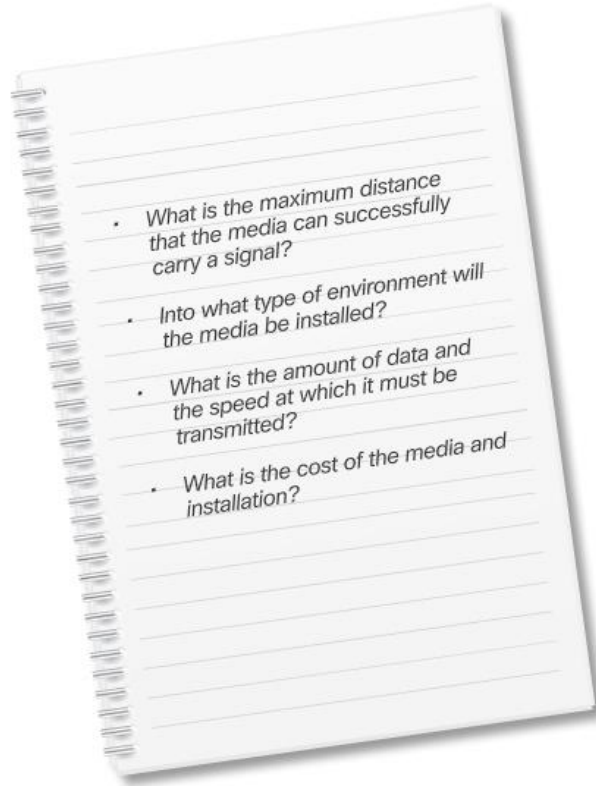 · What is the maximum distance
that the media can successfully
carry a signal?
· Into what type of environment will
the media be installed?
· What is the amount of data and
the speed at which it must be
transmitted?
· What is the cost of the media and
installation?